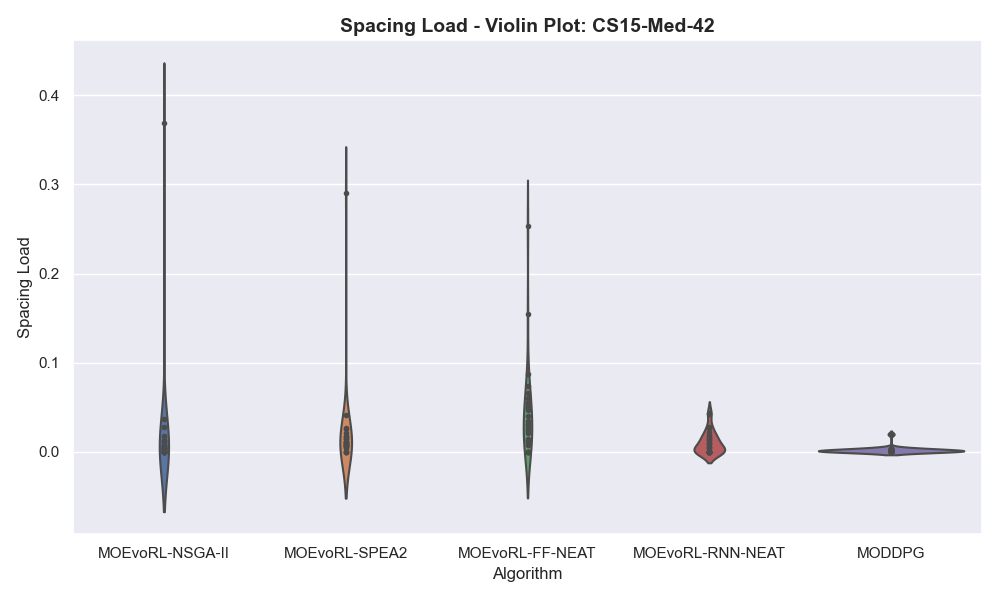 Spacing Load - Violin Plot: CS15-Med-42
Spacing Load
0.4
0.3
0.2
0.1
0.0
MOEvoRL-NSGA-II
MOEvoRL-SPEA2
MOEvoRL-FF-NEAT
MOEvoRL-RNN-NEAT
MODDPG
Algorithm